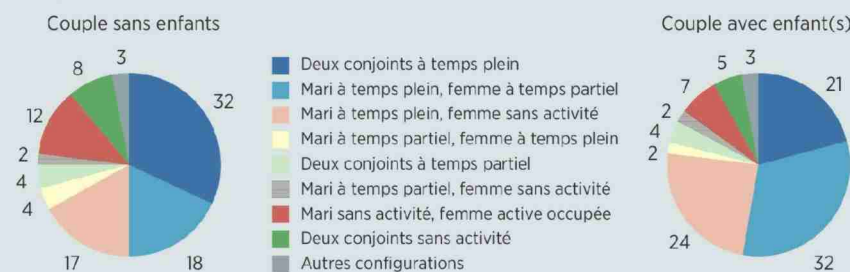 Couple sans enfants
3
8
32
12
2
4
4
17
18
Deux conjoints à temps plein
Mari à temps plein, femme à temps partiel
Mari à temps plein, femme sans activité
Mari à temps partiel, femme à temps plein
Deux conjoints à temps partiel
Mari à temps partiel, femme sans activité
Mari sans activité, femme active occupée
Deux conjoints sans activité
Autres configurations
Couple avec enfant(s)
3
5
21
7
2
4
2
24
32